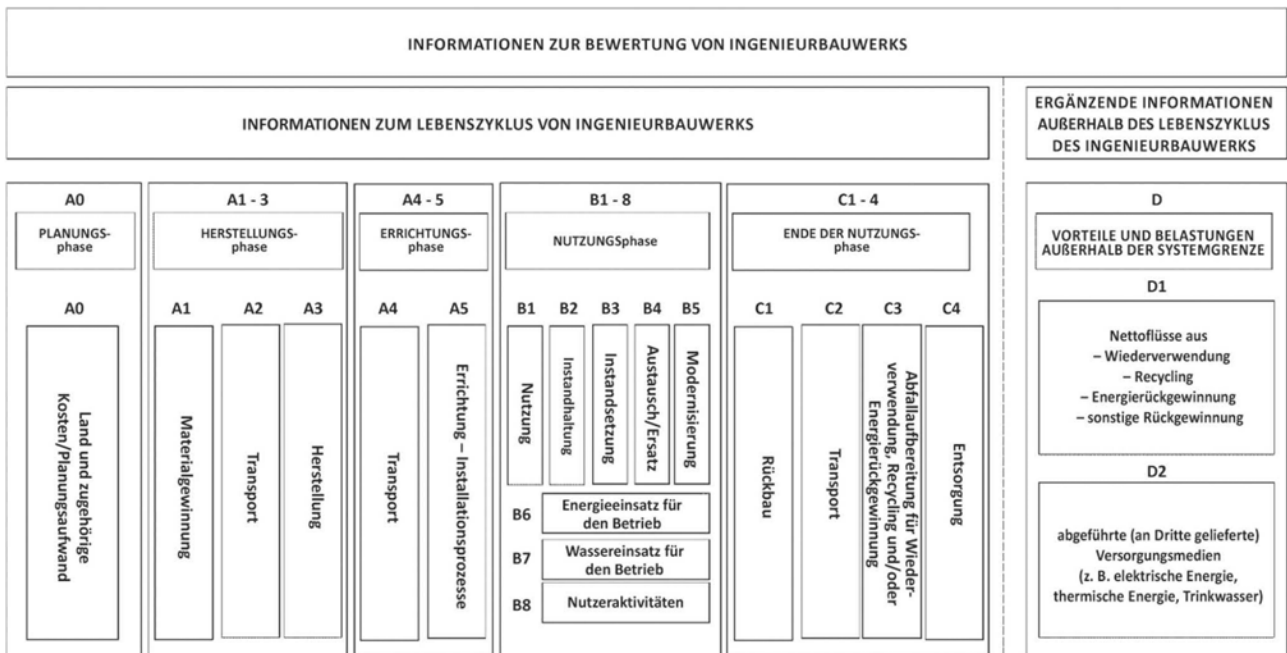 INFORMATIONEN ZUR BEWERTUNG VON INGENIEURBAUWERKS
INFORMATIONEN ZUM LEBENSZYKLUS VON INGENIEURBAUWERKS
ERGÄNZENDE INFORMATIONEN
AUßERHALB DES LEBENSZYKLUS
DES INGENIEURBAUWERKS
A0
PLANUNGS-
phase
A0
Land und zugehörige
Kosten/Planungsaufwand
A1 - 3
HERSTELLUNGS-
phase
A1
Materialgewinnung
A2
Transport
A3
Herstellung
A4 - 5
ERRICHTUNGS-
phase
A4
Transport
A5
Errichtung – Installationsprozesse
B1 - 8
NUTZUNGSphase
B1
Nutzung
B2
Instandhaltung
B3
Instandsetzung
B4
Austausch/Ersatz
B5
Modernisierung
B6
Energieeinsatz für
den Betrieb
B7
Wassereinsatz für
den Betrieb
B8
Nutzeraktivitäten
C1 - 4
ENDE DER NUTZUNGS-
phase
C1
Rückbau
C2
Transport
C3
Abfallaufbereitung für Wieder-
verwendung, Recycling und/oder
Energierückgewinnung
C4
Entsorgung
D
VORTEILE UND BELASTUNGEN
AUßERHALB DER SYSTEMGRENZE
D1
Nettoflüsse aus
– Wiederverwendung
– Recycling
– Energierückgewinnung
– sonstige Rückgewinnung
D2
abgeführte (an Dritte gelieferte)
Versorgungsmedien
(z. B. elektrische Energie,
thermische Energie, Trinkwasser)